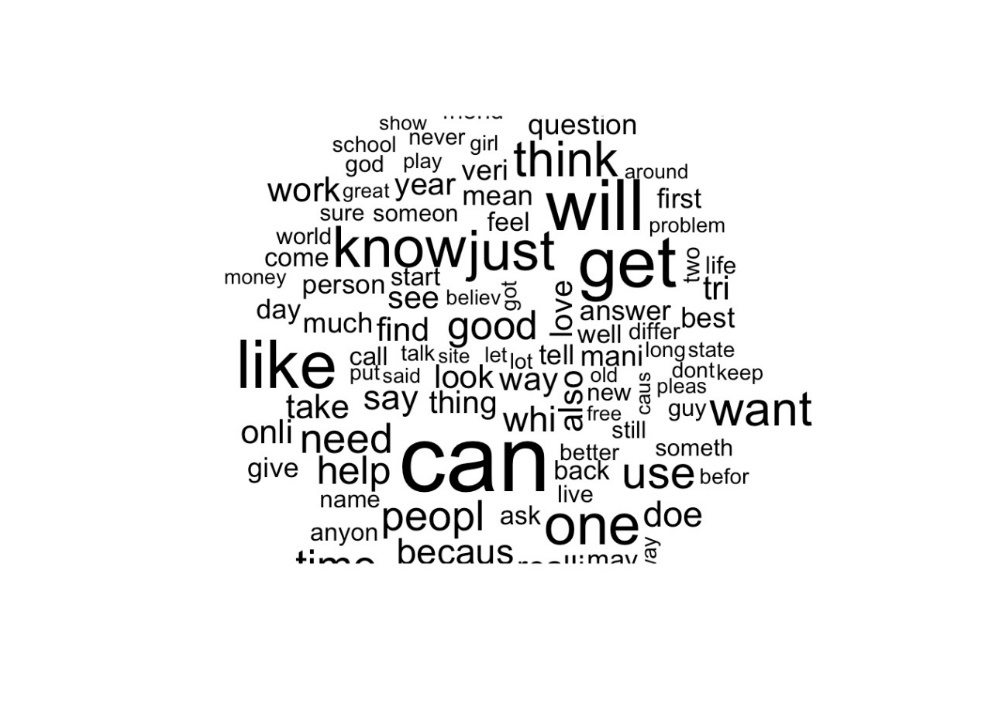 show question
school never girl
god play veri think around
work great year mean will first
sure someon feel problem
world know just get two life
come
money person start tri
see believ got love
day much find good answer best
well differ
like call talk site let lot tell mani long state
put said look way also old caus dont keep
new pleas
take say thing whi free guy want
onli need still
can better someth
give help back use befor
name live
anyon peopl ask one doe
becaus may